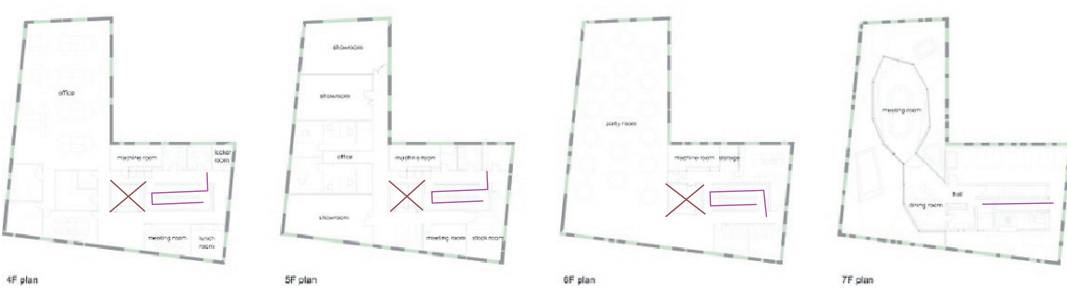 office
machine room
locker room
meeting room
lunch room
4F plan
showroom
showroom
office
machine room
showroom
meeting room
stock room
5F plan
party room
machine room
storage
6F plan
meeting room
hall
dining room
7F plan